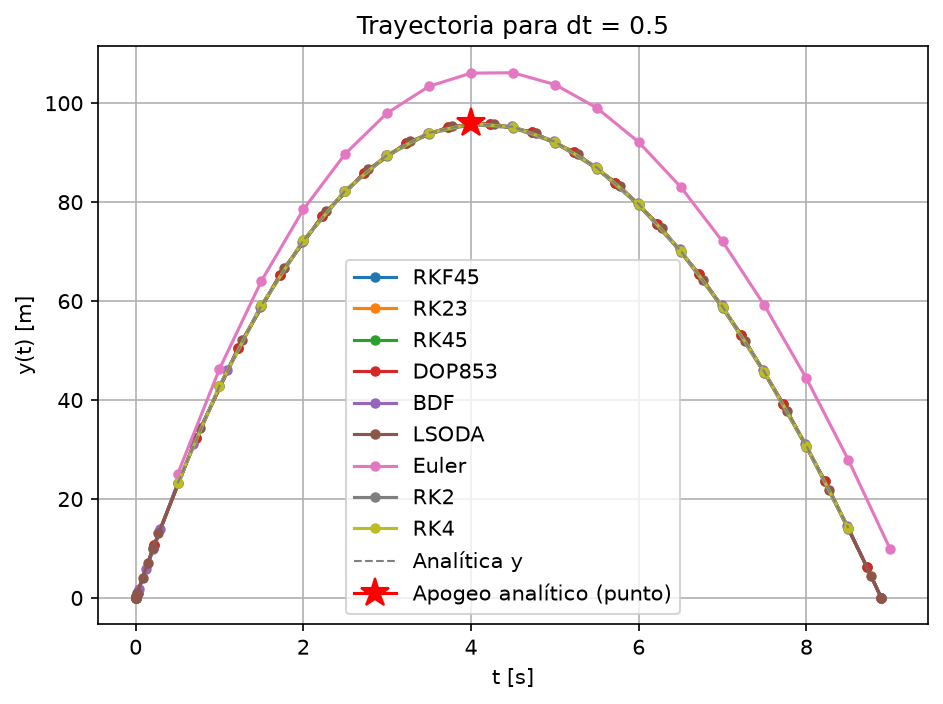 Trayectoria para dt = 0.5
y(t) [m]
100
80
60
40
20
0
RKF45
RK23
RK45
DOP853
BDF
LSODA
Euler
RK2
RK4
Analítica y
Apogeo analítico (punto)
0 2 4 6 8
t [s]